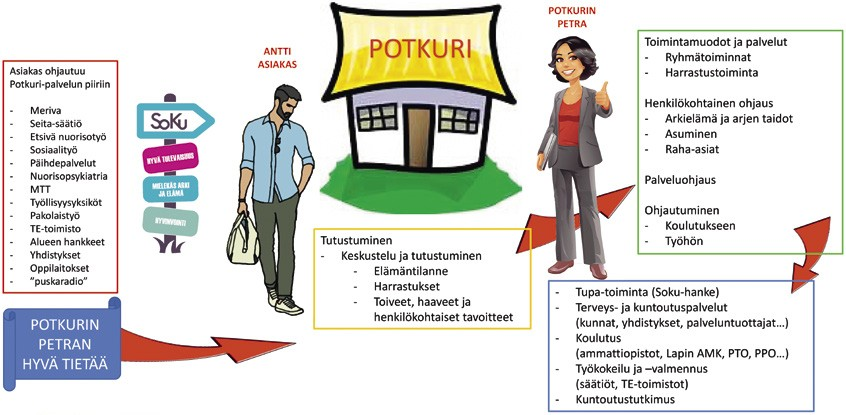 Asiakas ohjautuu
Potkuri-palvelun piiriin
- Meriva
- Seita-säätiö
- Etsivä nuorisotyö
- Sosiaalityö
- Päihdepalvelut
- Nuorisopsykiatria
- MTT
- Työllisyysyksiköt
- Pakolaistyö
- TE-toimisto
- Alueen hankkeet
- Yhdistykset
- Oppilaitokset
- ”puskaradio”
POTKURIN
PETRAN
HYVÄ TIETÄÄ
SoKu
HYVÄ TULEVAISUUS
MIELEKÄS ARKI
JA ELÄMÄ
HYVINVOINTI
ANTTI
ASIAKAS
POTKURI
Tutustuminen
- Keskustelu ja tutustuminen
- Elämäntilanne
- Harrastukset
- Toiveet, haaveet ja
henkilökohtaiset tavoitteet
POTKURIN
PETRA
Toimintamuodot ja palvelut
- Ryhmätoiminnat
- Harrastustoiminta
Henkilökohtainen ohjaus
- Arkielämä ja arjen taidot
- Asuminen
- Raha-asiat
Palveluohjaus
Ohjautuminen
- Koulutukseen
- Työhön
- Tupa-toiminta (Soku-hanke)
- Terveys- ja kuntoutuspalvelut
(kunnat, yhdistykset, palveluntuottajat…)
- Koulutus
(ammattiopistot, Lapin AMK, PTO, PPO…)
- Työkokeilu ja –valmennus
(säätiöt, TE-toimistot)
- Kuntoutustutkimus